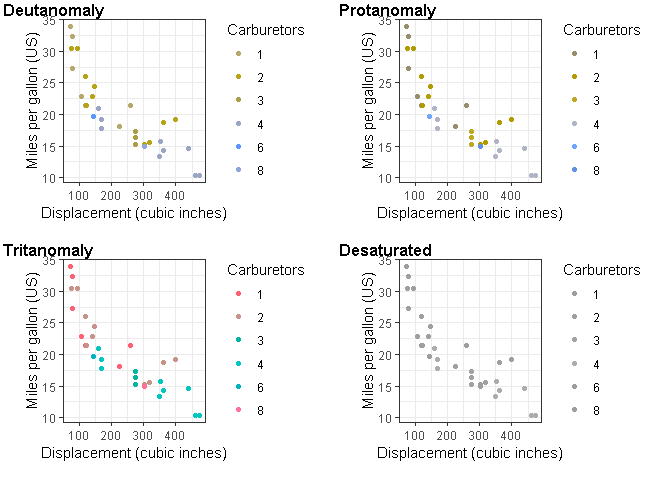 Deutanomaly
Miles per gallon (US)
35
30
25
20
15
10
100 200 300 400
Displacement (cubic inches)
Carburetors
1
2
3
4
6
8
Protanomaly
Miles per gallon (US)
35
30
25
20
15
10
100 200 300 400
Displacement (cubic inches)
Carburetors
1
2
3
4
6
8
Tritanomaly
Miles per gallon (US)
35
30
25
20
15
10
100 200 300 400
Displacement (cubic inches)
Carburetors
1
2
3
4
6
8
Desaturated
Miles per gallon (US)
35
30
25
20
15
10
100 200 300 400
Displacement (cubic inches)
Carburetors
1
2
3
4
6
8